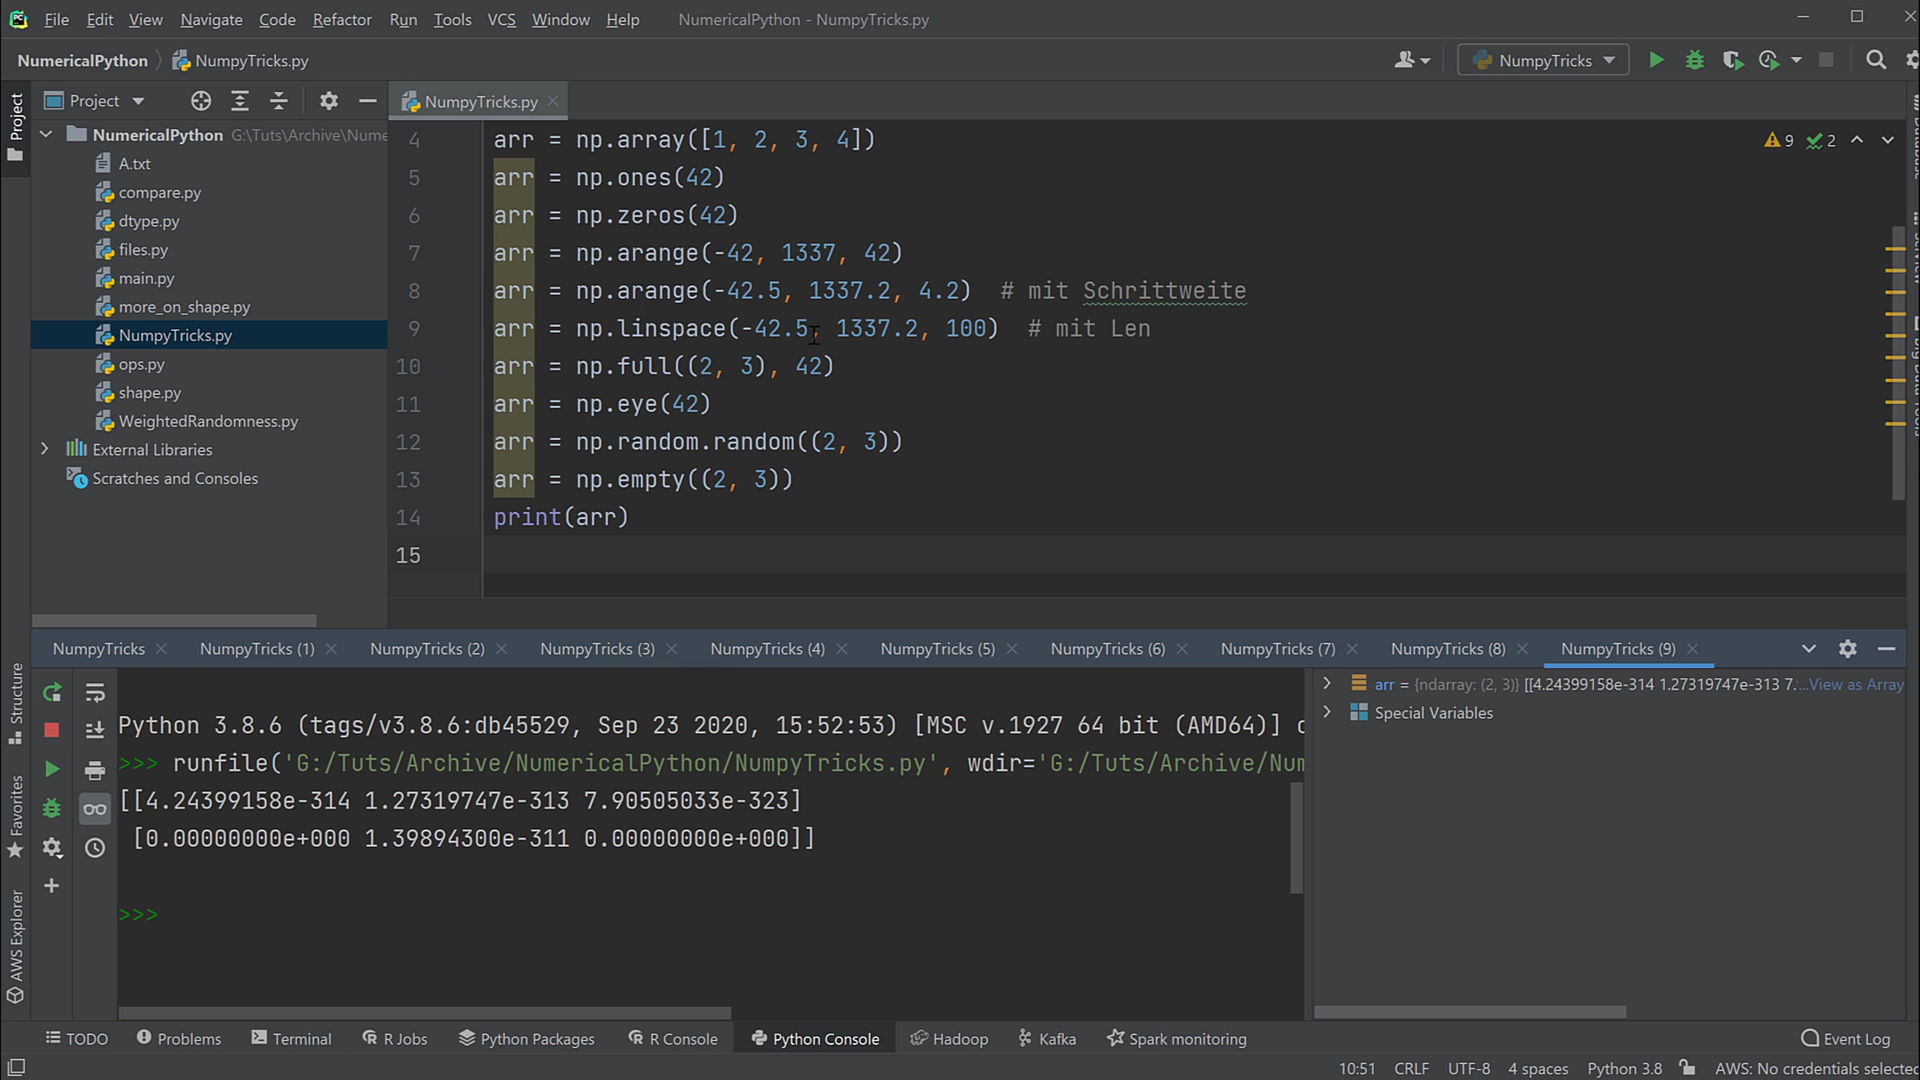 File Edit View Navigate Code Refactor Run Tools VCS Window Help NumericalPython - NumpyTricks.py
NumericalPython NumpyTricks.py NumpyTricks
Project
Project
NumpyTricks.py
NumericalPython G:\Tuts\Archive\Nume
A.txt
compare.py
dtype.py
files.py
main.py
more_on_shape.py
NumpyTricks.py
ops.py
shape.py
WeightedRandomness.py
External Libraries
Scratches and Consoles
4 arr = np.array([1, 2, 3, 4])
5 arr = np.ones(42)
6 arr = np.zeros(42)
7 arr = np.arange(-42, 1337, 42)
8 arr = np.arange(-42.5, 1337.2, 4.2)  # mit Schrittweite
9 arr = np.linspace(-42.5, 1337.2, 100)  # mit Len
10 arr = np.full((2, 3), 42)
11 arr = np.eye(42)
12 arr = np.random.random((2, 3))
13 arr = np.empty((2, 3))
14 print(arr)
15
9 2
NumpyTricks NumpyTricks (1) NumpyTricks (2) NumpyTricks (3) NumpyTricks (4) NumpyTricks (5) NumpyTricks (6) NumpyTricks (7) NumpyTricks (8) NumpyTricks (9)
Structure
Favorites
AWS Explorer
Python 3.8.6 (tags/v3.8.6:db45529, Sep 23 2020, 15:52:53) [MSC v.1927 64 bit (AMD64)] o
>>> runfile('G:/Tuts/Archive/NumericalPython/NumpyTricks.py', wdir='G:/Tuts/Archive/Num
[[4.24399158e-314 1.27319747e-313 7.90505033e-323]
 [0.00000000e+000 1.39894300e-311 0.00000000e+000]]
>>>
arr = {ndarray: (2, 3)} [[4.24399158e-314 1.27319747e-313 7.…View as Array
Special Variables
TODO Problems Terminal R Jobs Python Packages R Console Python Console Hadoop Kafka Spark monitoring Event Log
10:51 CRLF UTF-8 4 spaces Python 3.8 AWS: No credentials selected